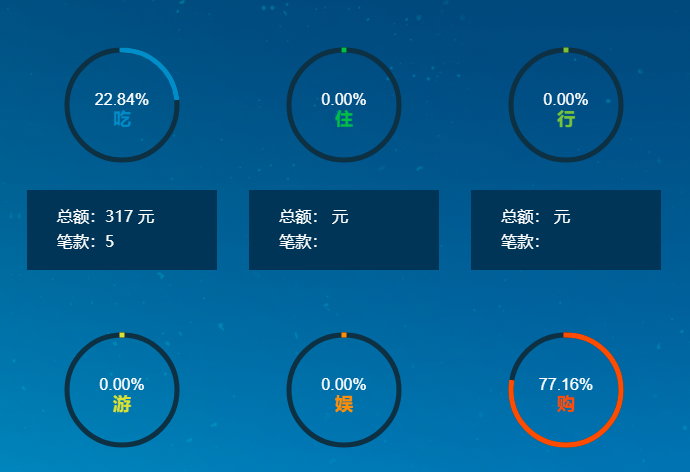 22.84%
吃
0.00%
住
0.00%
行
总额：317 元
笔款：5
总额： 元
笔款：
总额： 元
笔款：
0.00%
游
0.00%
娱
77.16%
购